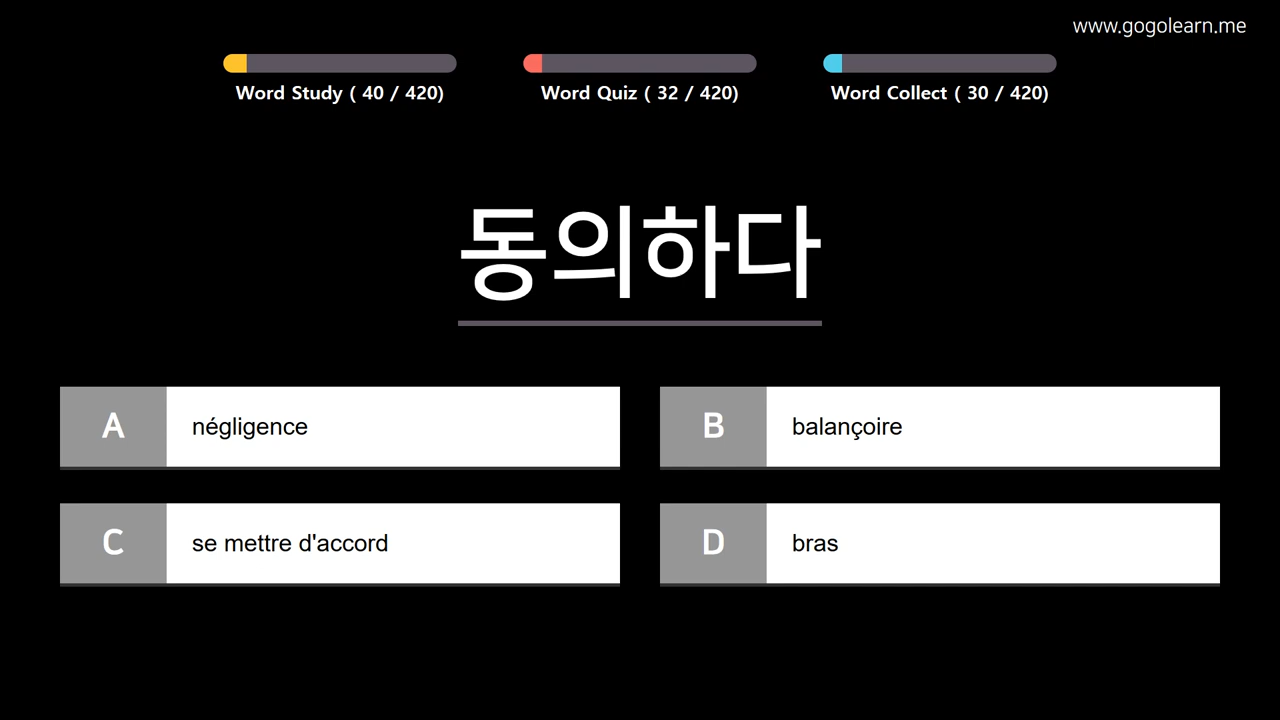 www.gogolearn.me
Word Study ( 40 / 420)
Word Quiz ( 32 / 420)
Word Collect ( 30 / 420)
동의하다
A négligence
B balançoire
C se mettre d'accord
D bras